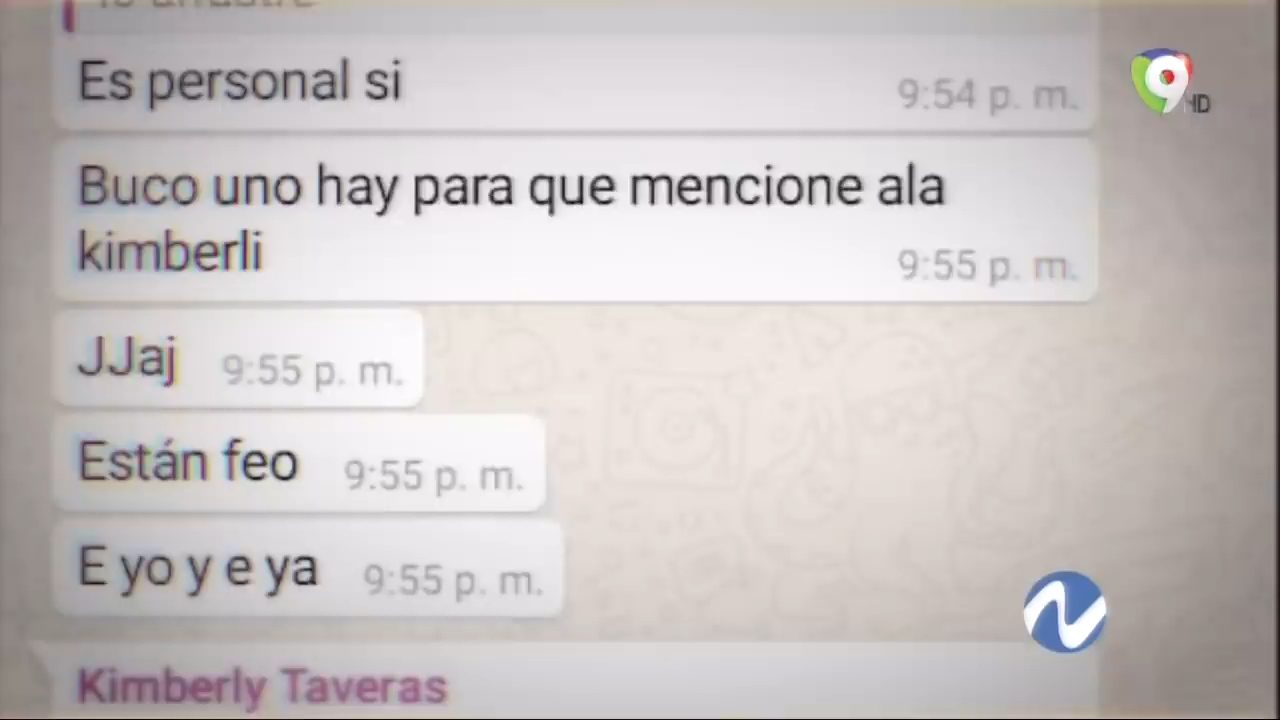 Es personal si
9:54 p. m.
Buco uno hay para que mencione ala
kimberli
9:55 p. m.
JJaj 9:55 p. m.
Están feo 9:55 p. m.
E yo y e ya 9:55 p. m.
Kimberly Taveras
9 HD